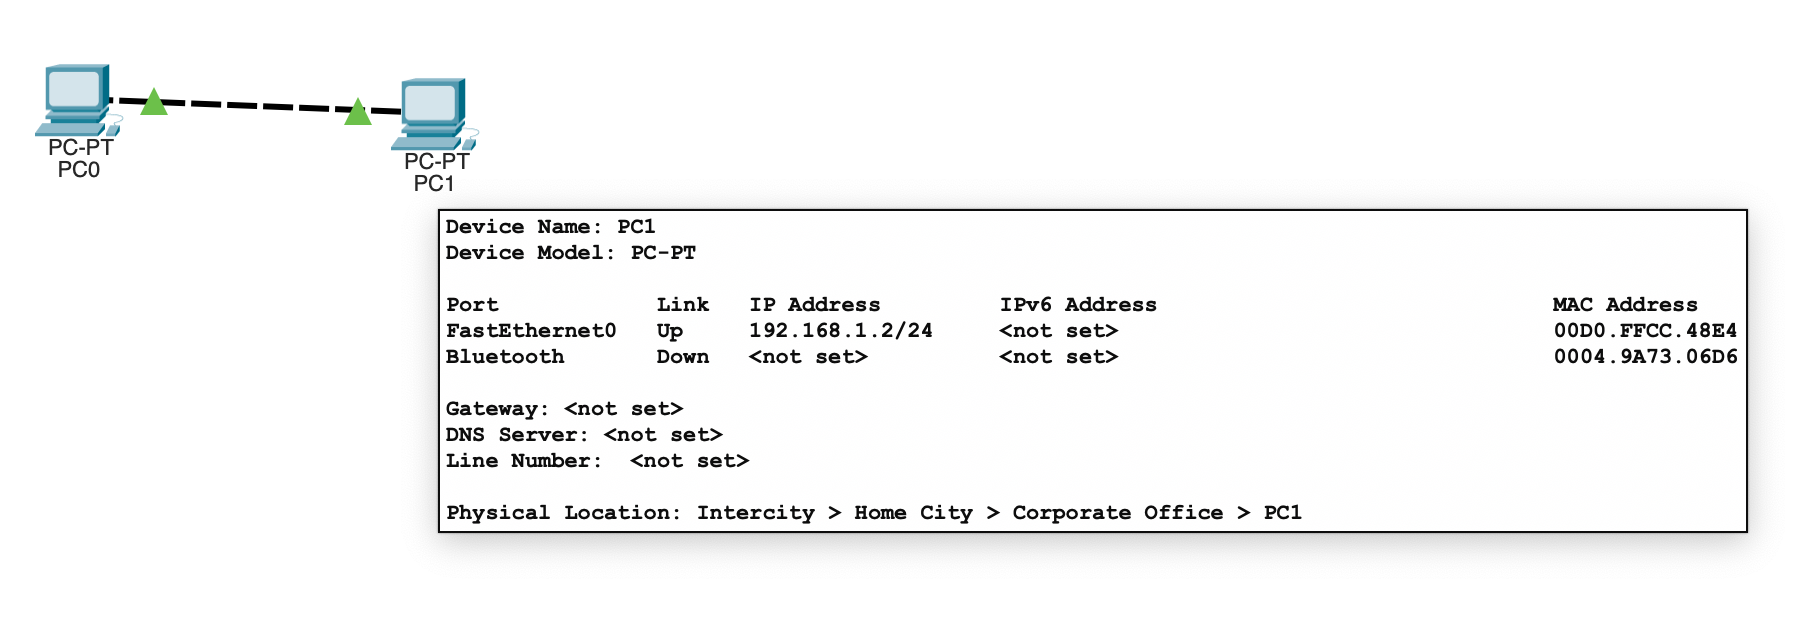 PC-PT
PC0
PC-PT
PC1
Device Name: PC1
Device Model: PC-PT
Port Link IP Address IPv6 Address MAC Address
FastEthernet0 Up 192.168.1.2/24 <not set> 00D0.FFCC.48E4
Bluetooth Down <not set> <not set> 0004.9A73.06D6
Gateway: <not set>
DNS Server: <not set>
Line Number: <not set>
Physical Location: Intercity > Home City > Corporate Office > PC1